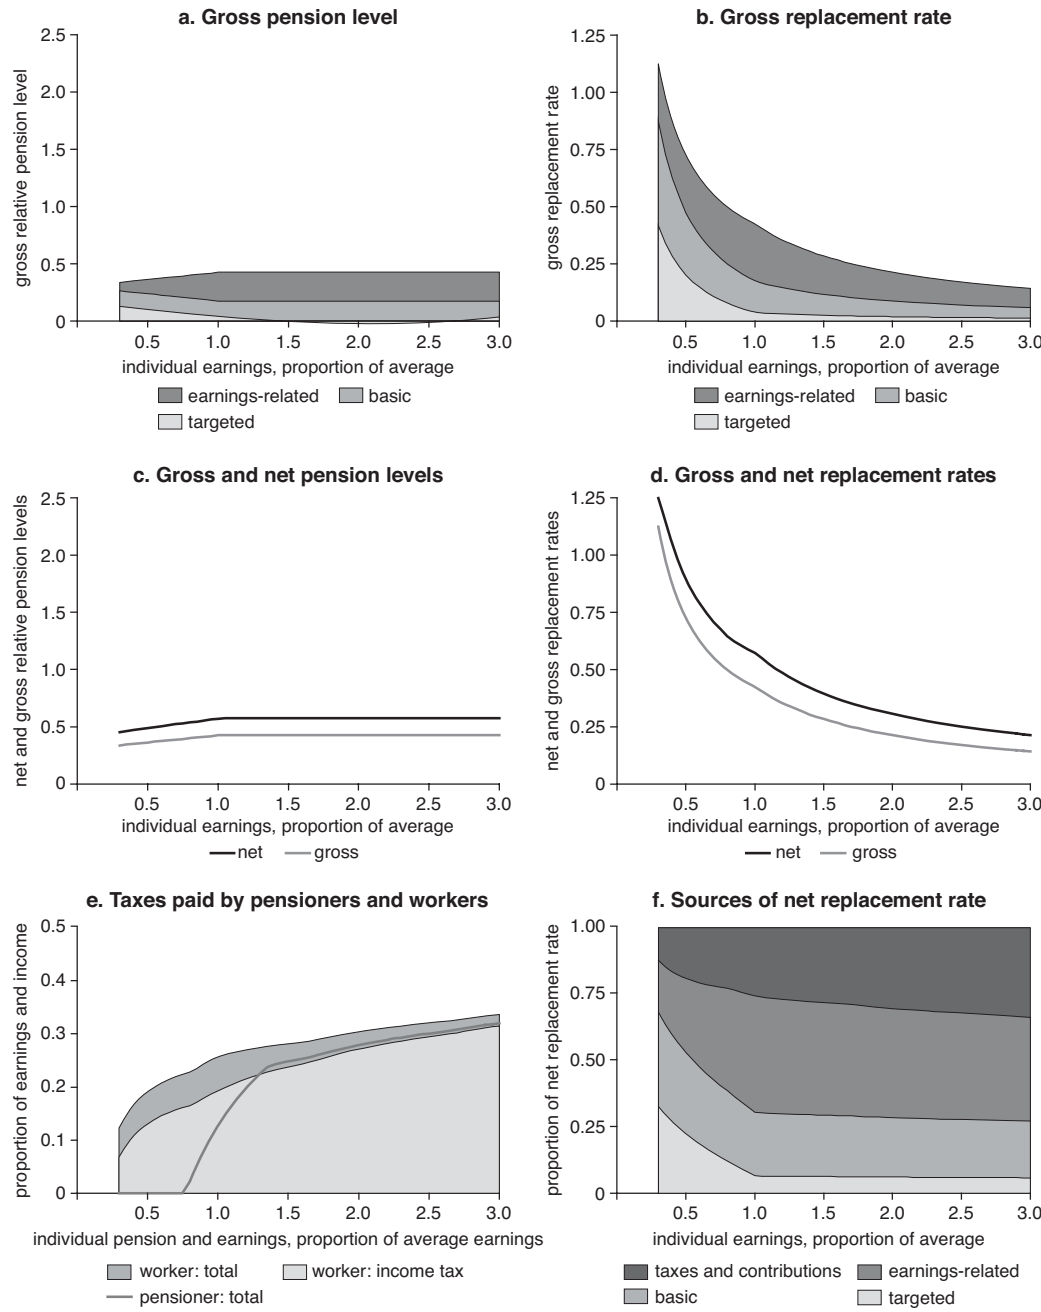 a. Gross pension level
gross relative pension level
2.5
2.0
1.5
1.0
0.5
0
0.5 1.0 1.5 2.0 2.5 3.0
individual earnings, proportion of average
earnings-related basic
targeted
b. Gross replacement rate
gross replacement rate
1.25
1.00
0.75
0.50
0.25
0
0.5 1.0 1.5 2.0 2.5 3.0
individual earnings, proportion of average
earnings-related basic
targeted
c. Gross and net pension levels
net and gross relative pension levels
2.5
2.0
1.5
1.0
0.5
0
0.5 1.0 1.5 2.0 2.5 3.0
individual earnings, proportion of average
net gross
d. Gross and net replacement rates
net and gross replacement rates
1.25
1.00
0.75
0.50
0.25
0
0.5 1.0 1.5 2.0 2.5 3.0
individual earnings, proportion of average
net gross
e. Taxes paid by pensioners and workers
proportion of earnings and income
0.5
0.4
0.3
0.2
0.1
0
0.5 1.0 1.5 2.0 2.5 3.0
individual pension and earnings, proportion of average earnings
worker: total worker: income tax
pensioner: total
f. Sources of net replacement rate
proportion of net replacement rate
1.00
0.75
0.50
0.25
0
0.5 1.0 1.5 2.0 2.5 3.0
individual earnings, proportion of average
taxes and contributions earnings-related
basic targeted